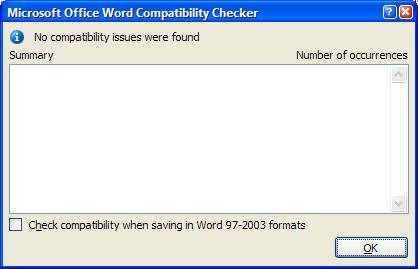 Microsoft Office Word Compatibility Checker
No compatibility issues were found
Summary Number of occurrences
Check compatibility when saving in Word 97-2003 formats
OK